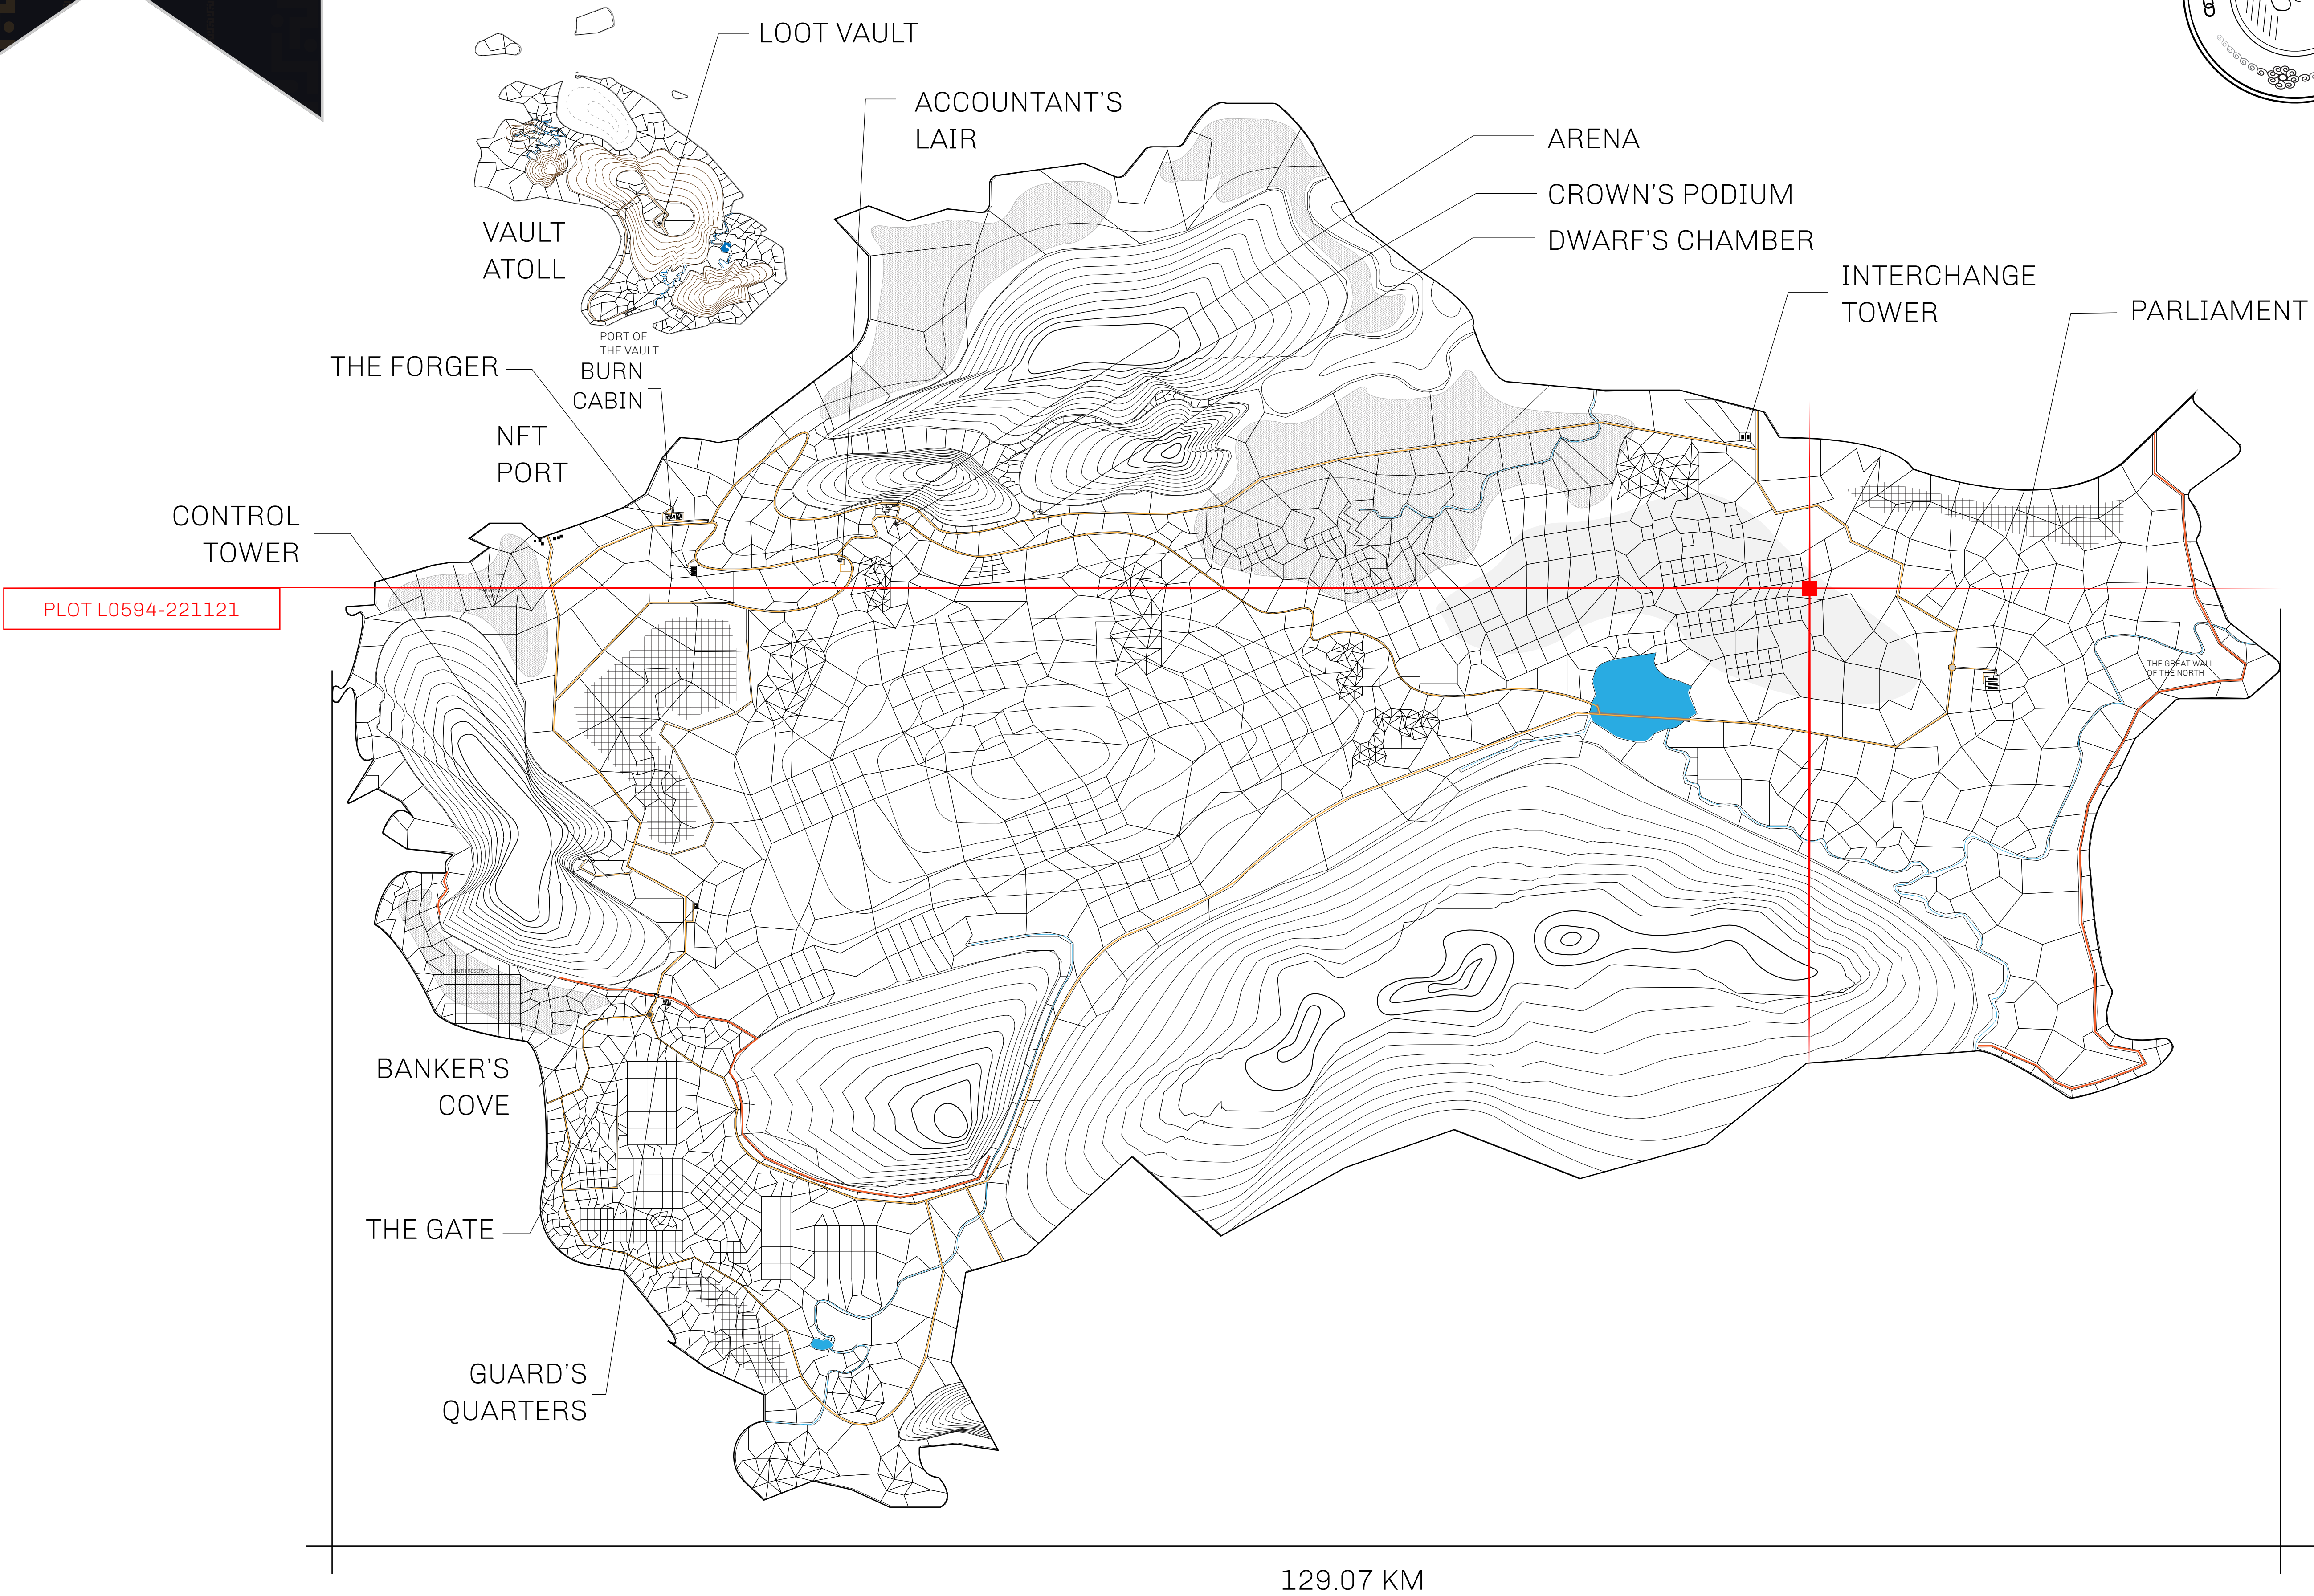 LOOT VAULT
ACCOUNTANT'S
LAIR
ARENA
CROWN'S PODIUM
DWARF'S CHAMBER
VAULT
ATOLL
INTERCHANGE
TOWER
PARLIAMENT
PORT OF
THE VAULT
THE FORGER
BURN
CABIN
NFT
PORT
CONTROL
TOWER
PLOT L0594-221121
THE GREAT WALL
OF THE NORTH
SOUTH RESERVE
BANKER'S
COVE
THE GATE
GUARD'S
QUARTERS
129.07 KM